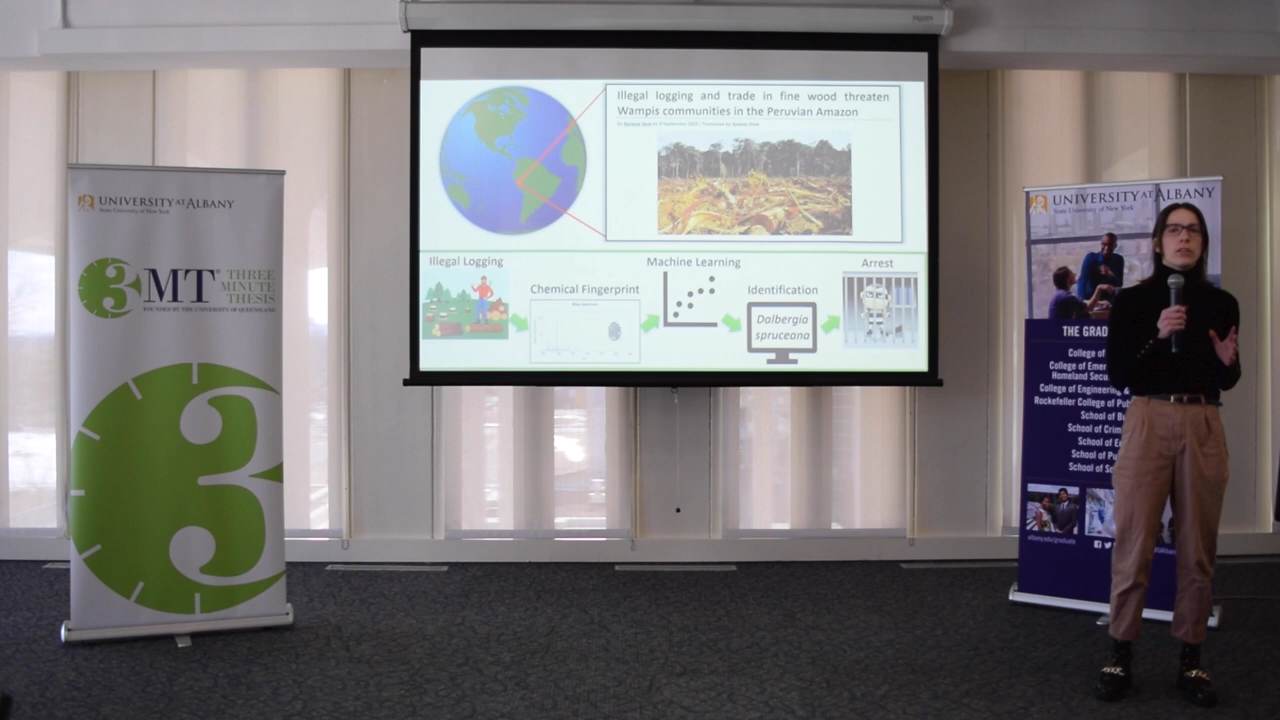 UNIVERSITY AT ALBANY
State University of New York
3MT® THREE
MINUTE
THESIS
FOUNDED BY THE UNIVERSITY OF QUEENSLAND
3
Illegal logging and trade in fine wood threaten
Wampis communities in the Peruvian Amazon
Illegal Logging
Chemical Fingerprint
Machine Learning
Identification
Dalbergia
spruceana
Arrest
UNIVERSITY AT ALBANY
State University of New York
THE GRAD
College of
College of Emer
Homeland Secu
College of Engineering &
Rockefeller College of Pub
School of Bu
School of Crim
School of E
School of Pu
School of So
albany.edu/graduate